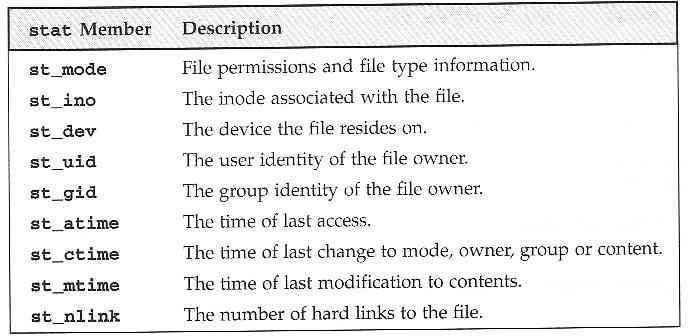 stat Member Description
st_mode File permissions and file type information.
st_ino The inode associated with the file.
st_dev The device the file resides on.
st_uid The user identity of the file owner.
st_gid The group identity of the file owner.
st_atime The time of last access.
st_ctime The time of last change to mode, owner, group or content.
st_mtime The time of last modification to contents.
st_nlink The number of hard links to the file.